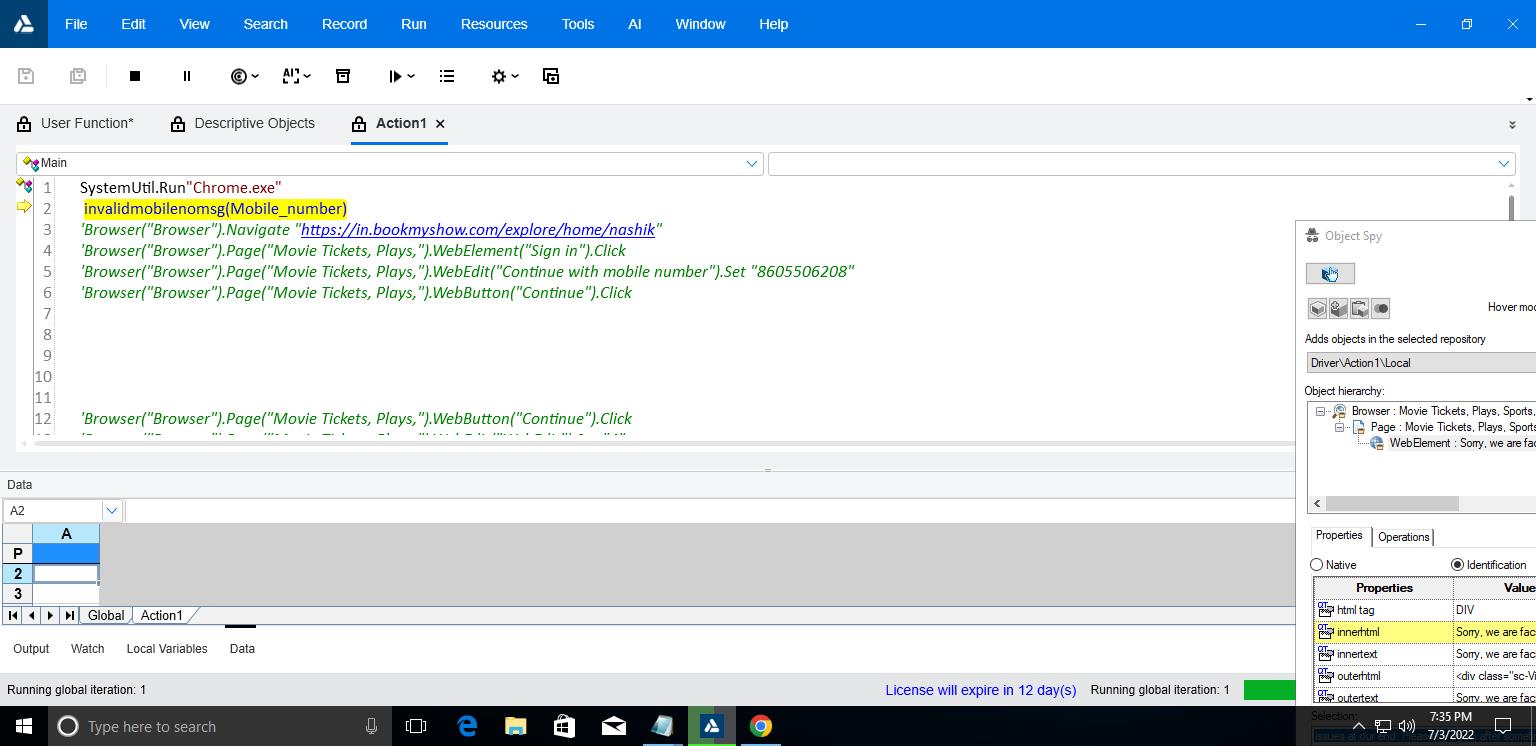 File Edit View Search Record Run Resources Tools AI Window Help
User Function* Descriptive Objects Action1
Main
1 SystemUtil.Run"Chrome.exe"
2 invalidmobilenomsg(Mobile_number)
3 'Browser("Browser").Navigate "https://in.bookmyshow.com/explore/home/nashik"
4 'Browser("Browser").Page("Movie Tickets, Plays,").WebElement("Sign in").Click
5 'Browser("Browser").Page("Movie Tickets, Plays,").WebEdit("Continue with mobile number").Set "8605506208"
6 'Browser("Browser").Page("Movie Tickets, Plays,").WebButton("Continue").Click
7
8
9
10
11
12 'Browser("Browser").Page("Movie Tickets, Plays,").WebButton("Continue").Click
Object Spy
Hover mod
Adds objects in the selected repository
Driver\Action1\Local
Object hierarchy:
Browser : Movie Tickets, Plays, Sports,
Page : Movie Tickets, Plays, Sports
WebElement : Sorry, we are fac
Properties Operations
Native Identification
Properties Value
html tag DIV
innerhtml Sorry, we are fac
innertext Sorry, we are fac
outerhtml <div class="sc-Vi
outertext Sorry, we are fac
Selection:
Data
A2
A
P
2
3
Global Action1
Output Watch Local Variables Data
Running global iteration: 1 License will expire in 12 day(s) Running global iteration: 1
Type here to search
7:35 PM
7/3/2022